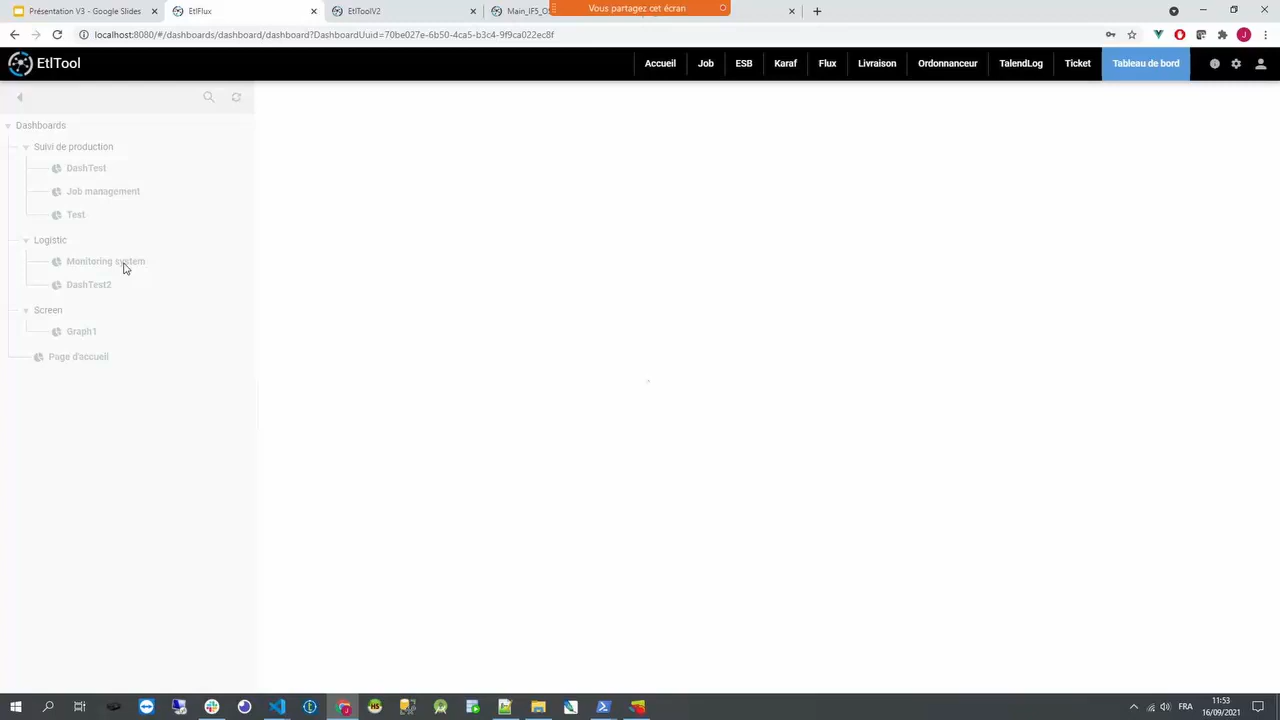 Présentation V3 - Google Slides
EtlFlux
EtlToolV2
Main_IF5_O
Vous partagez cet écran
localhost:8080/#/dashboards/dashboard/dashboard?DashboardUuid=70be027e-6b50-4ca5-b3c4-9f9ca022ec8f
EtlTool
Accueil
Job
ESB
Karaf
Flux
Livraison
Ordonnanceur
TalendLog
Ticket
Tableau de bord
Dashboards
Suivi de production
DashTest
Job management
Test
Logistic
Monitoring system
DashTest2
Screen
Graph1
Page d'accueil
FRA
11:53
16/09/2021